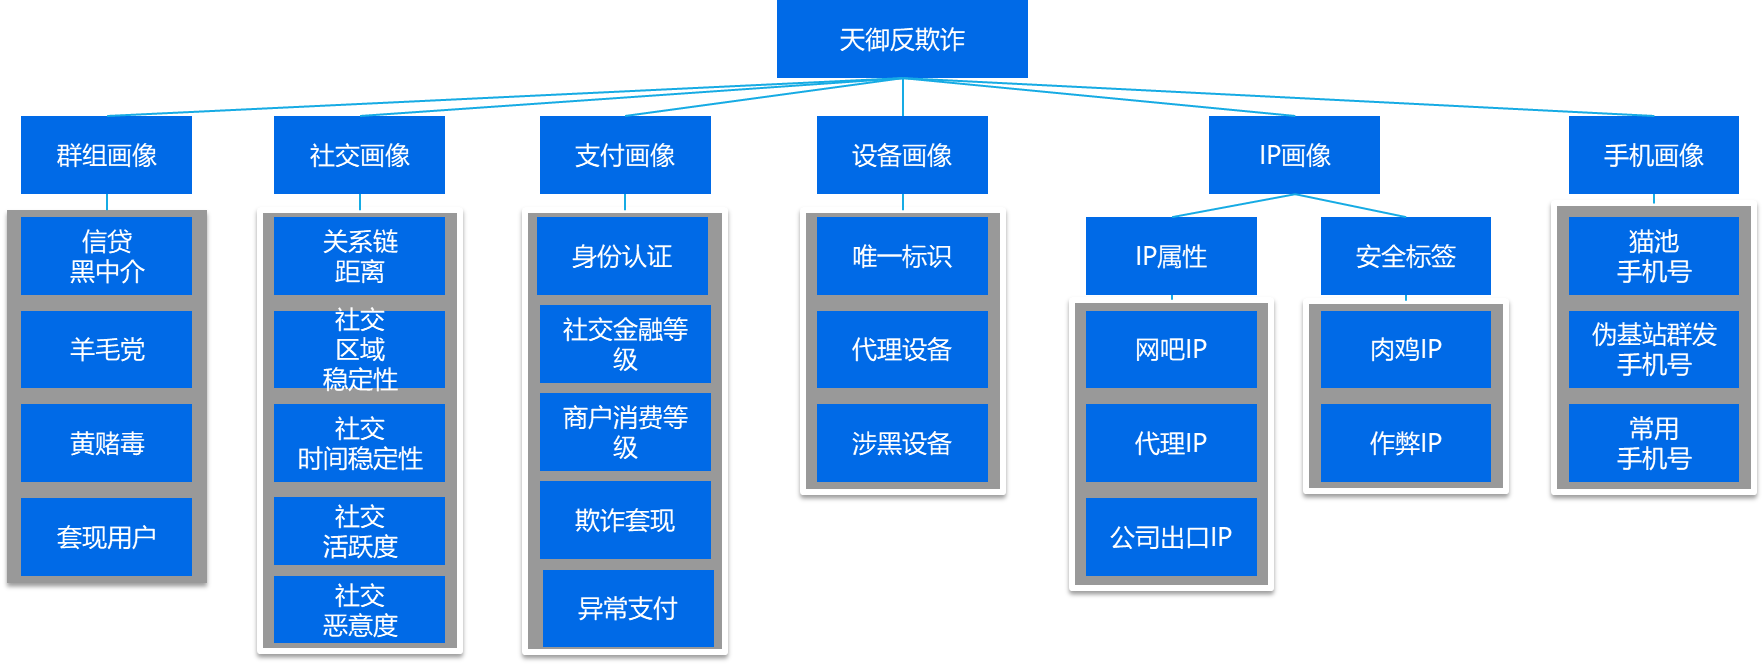 天御反欺诈
群组画像
社交画像
支付画像
设备画像
IP画像
手机画像
信贷
黑中介
羊毛党
黄赌毒
套现用户
关系链
距离
社交
区域
稳定性
社交
时间稳定性
社交
活跃度
社交
恶意度
身份认证
社交金融等
级
商户消费等
级
欺诈套现
异常支付
唯一标识
代理设备
涉黑设备
IP属性
网吧IP
代理IP
公司出口IP
安全标签
肉鸡IP
作弊IP
猫池
手机号
伪基站群发
手机号
常用
手机号